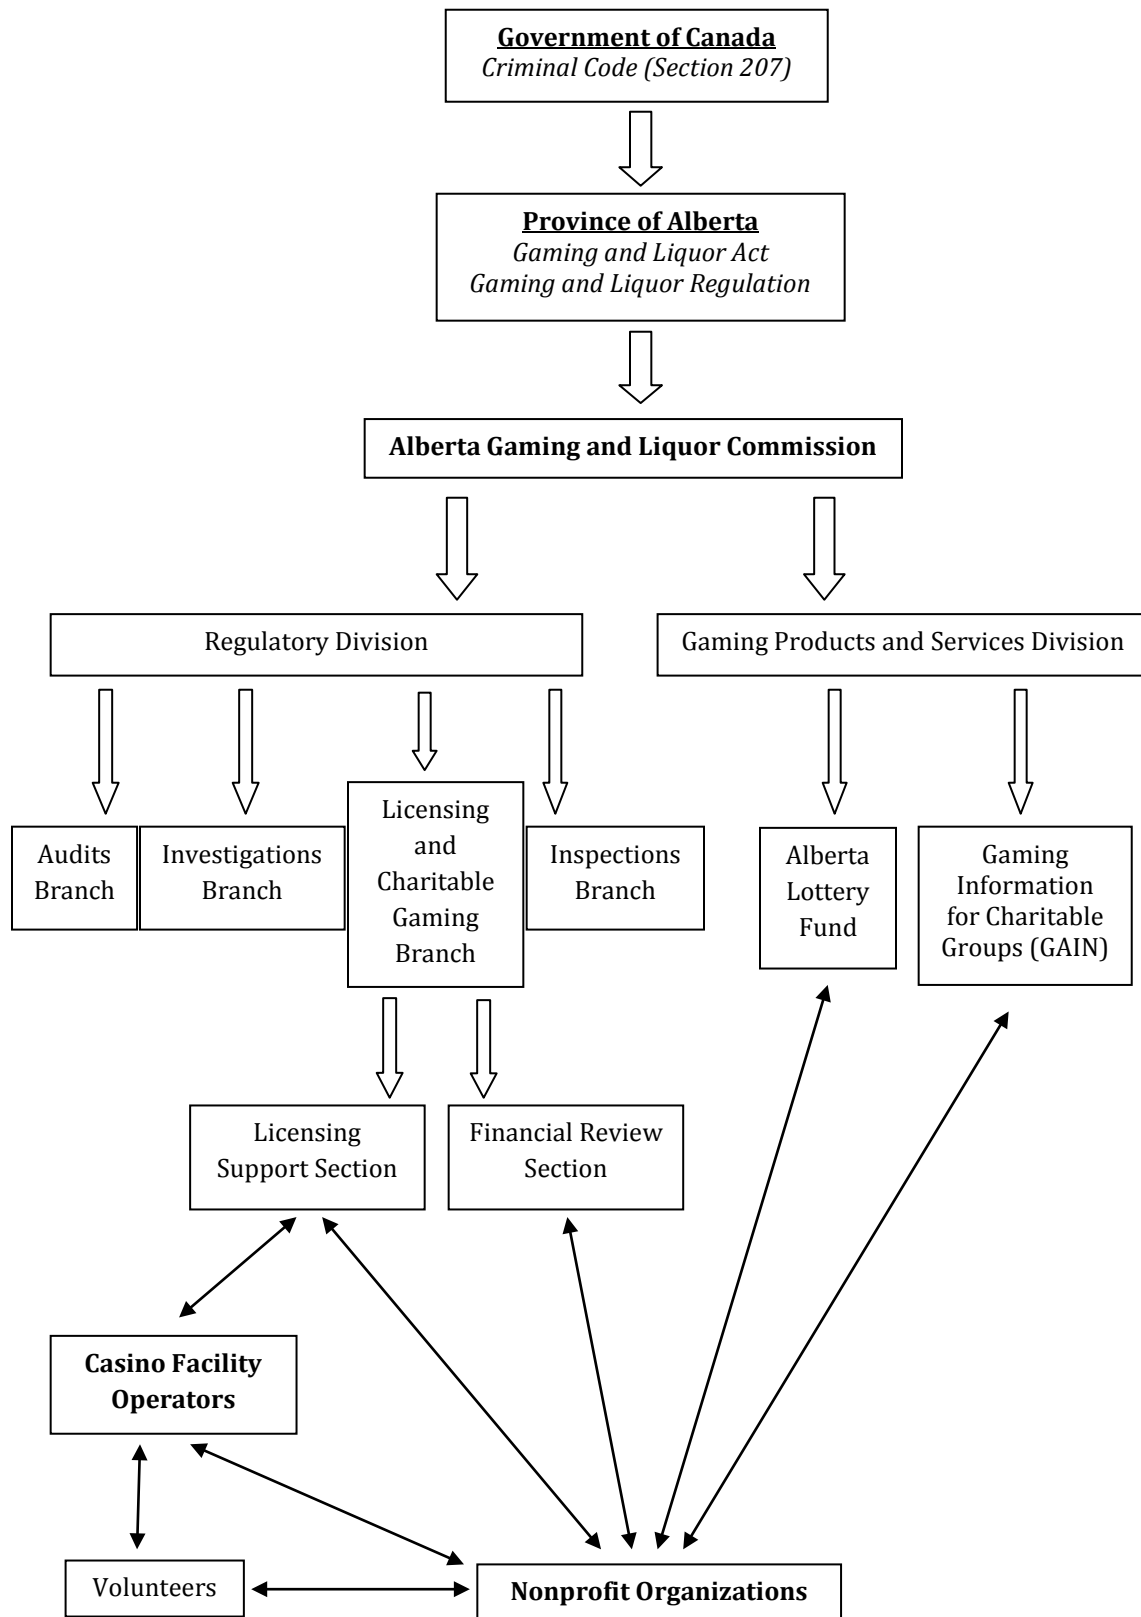 Government of Canada
Criminal Code (Section 207)
Province of Alberta
Gaming and Liquor Act
Gaming and Liquor Regulation
Alberta Gaming and Liquor Commission
Regulatory Division
Gaming Products and Services Division
Audits
Branch
Investigations
Branch
Licensing
and
Charitable
Gaming
Branch
Inspections
Branch
Alberta
Lottery
Fund
Gaming
Information
for Charitable
Groups (GAIN)
Licensing
Support Section
Financial Review
Section
Casino Facility
Operators
Volunteers
Nonprofit Organizations